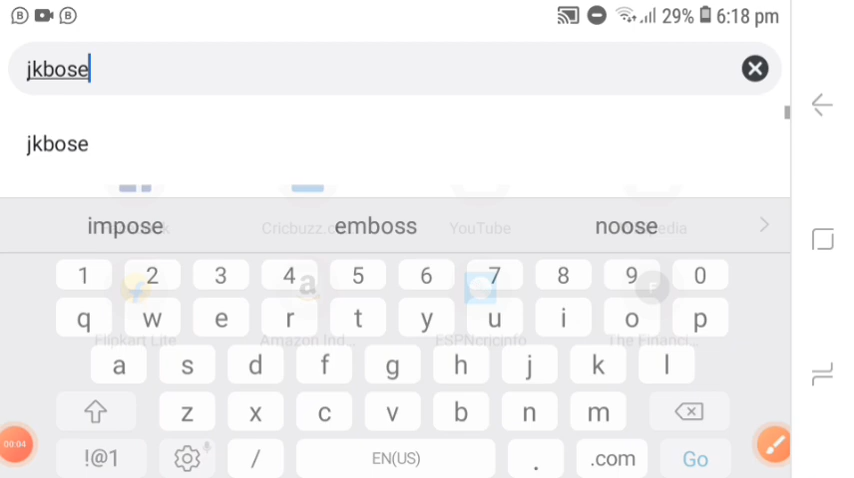 29% 6:18 pm
jkbose
jkbose
impose emboss noose
Cricbuzz.c YouTube
1 2 3 4 5 6 7 8 9 0
q w e r t y u i o p
Flipkart Lite Amazon Ind... ESPNcricinfo The Financi...
a s d f g h j k l
z x c v b n m
00:04
!@1 / EN(US) . .com Go